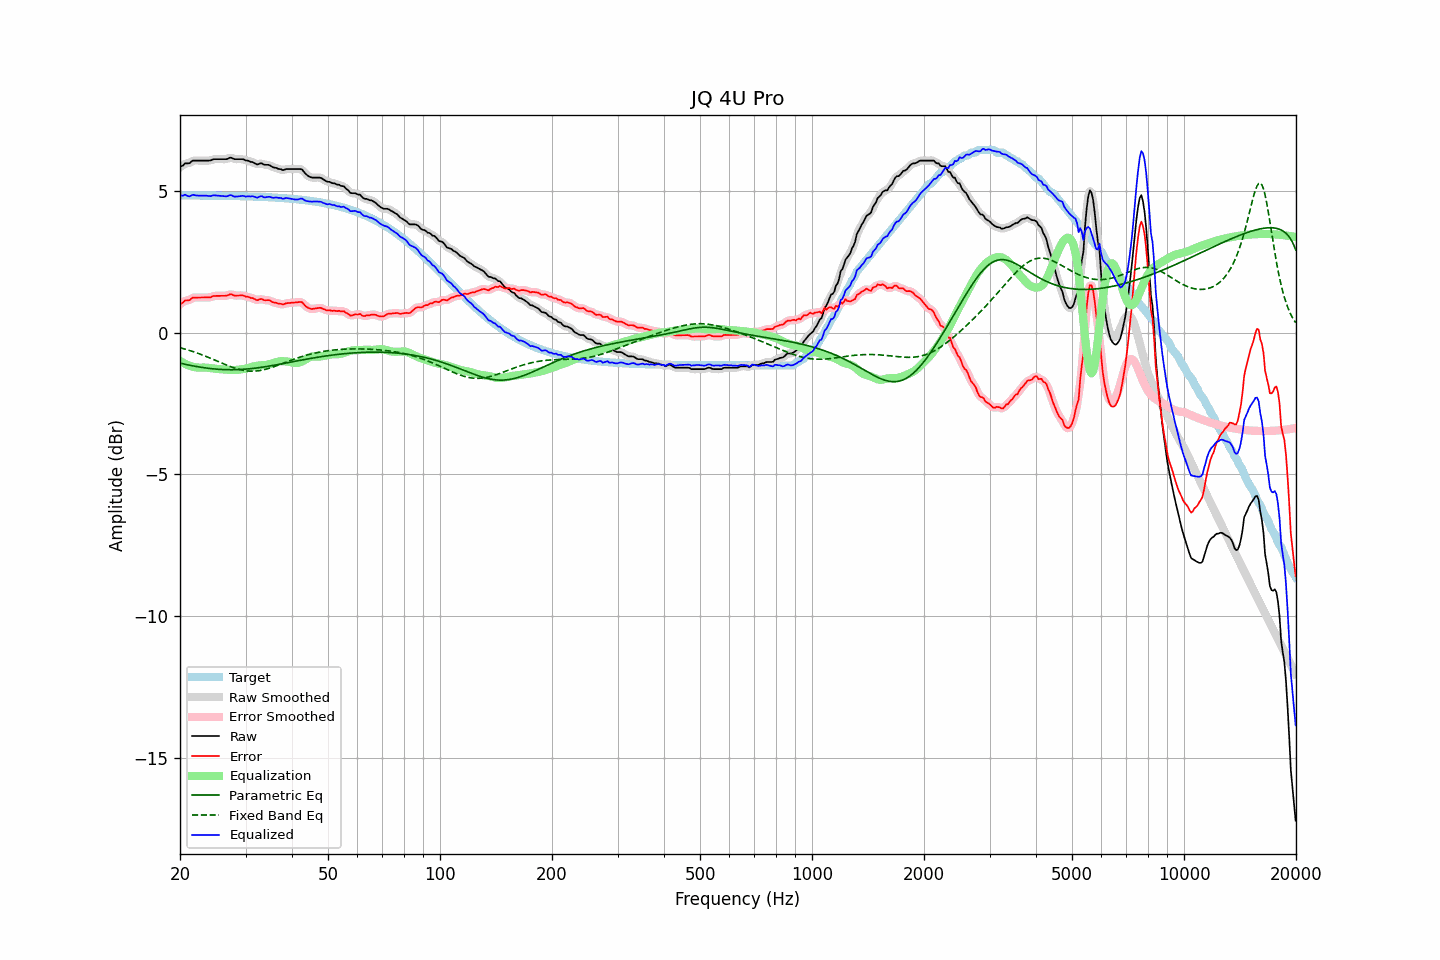 JQ 4U Pro
Amplitude (dBr)
5
0
−5
−10
−15
Target
Raw Smoothed
Error Smoothed
Raw
Error
Equalization
Parametric Eq
Fixed Band Eq
Equalized
20 50 100 200 500 1000 2000 5000 10000 20000
Frequency (Hz)